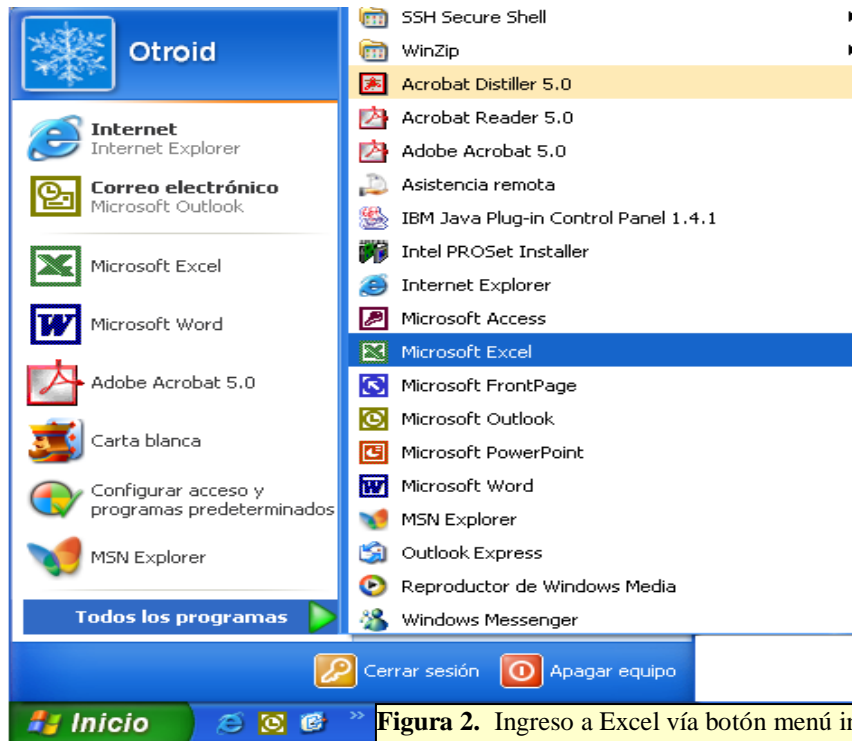 Otroid
Internet
Internet Explorer
Correo electrónico
Microsoft Outlook
Microsoft Excel
Microsoft Word
Adobe Acrobat 5.0
Carta blanca
Configurar acceso y
programas predeterminados
MSN Explorer
Todos los programas
SSH Secure Shell
WinZip
Acrobat Distiller 5.0
Acrobat Reader 5.0
Adobe Acrobat 5.0
Asistencia remota
IBM Java Plug-in Control Panel 1.4.1
Intel PROSet Installer
Internet Explorer
Microsoft Access
Microsoft Excel
Microsoft FrontPage
Microsoft Outlook
Microsoft PowerPoint
Microsoft Word
MSN Explorer
Outlook Express
Reproductor de Windows Media
Windows Messenger
Cerrar sesión
Apagar equipo
Inicio
Figura 2. Ingreso a Excel vía botón menú